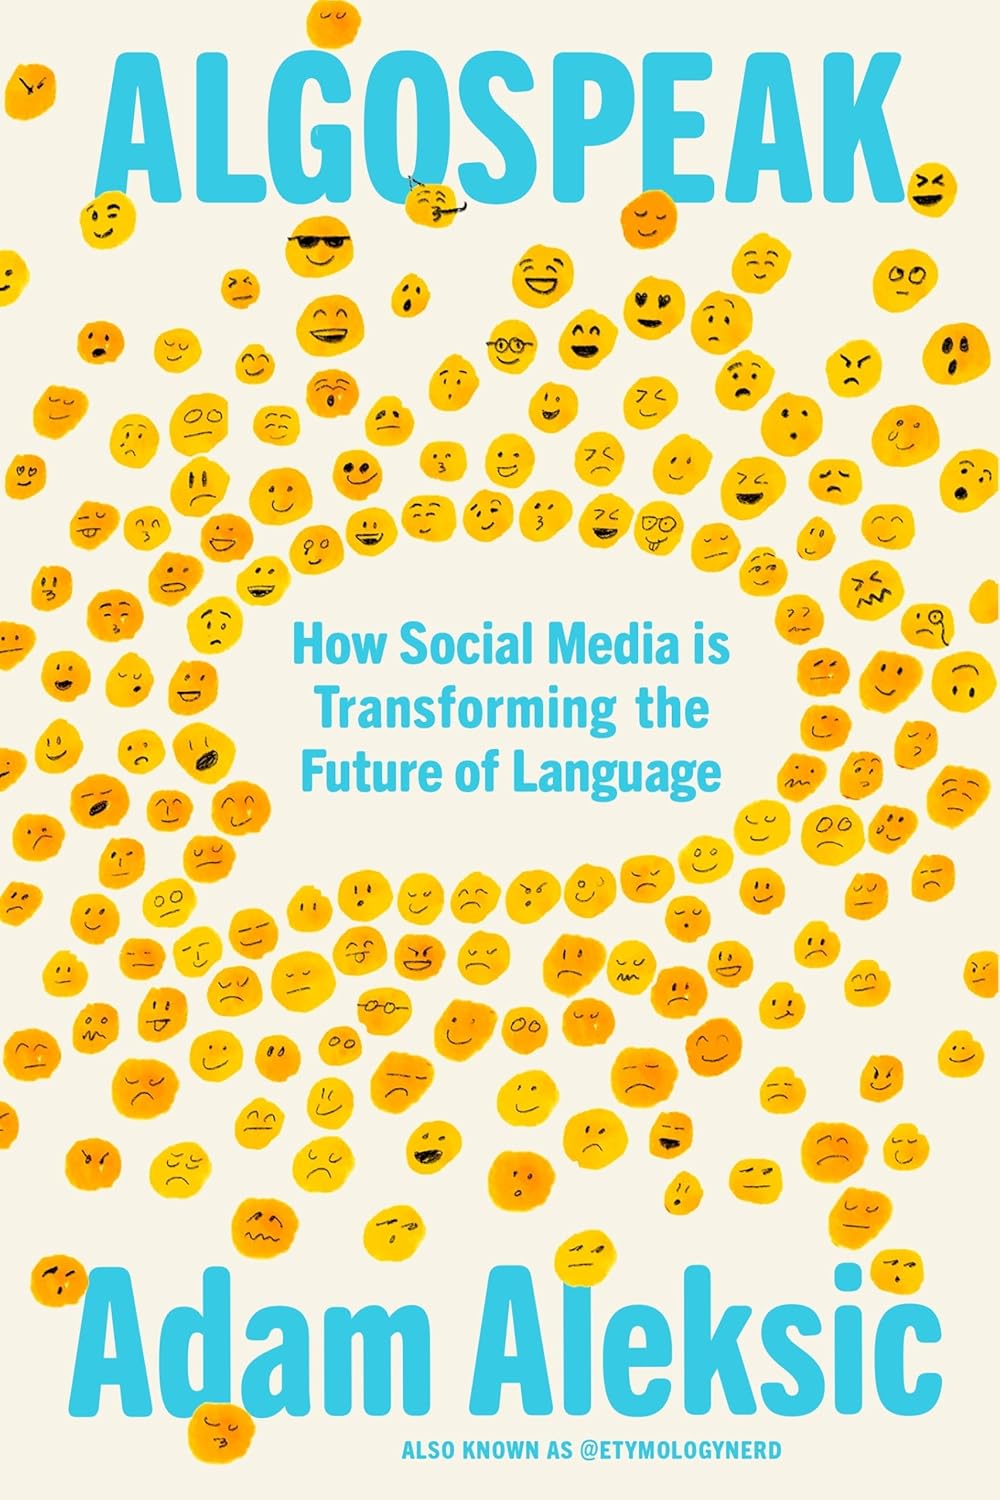 ALGOSPEAK
How Social Media is
Transforming the
Future of Language
Adam Aleksic
ALSO KNOWN AS @ETYMOLOGYNERD